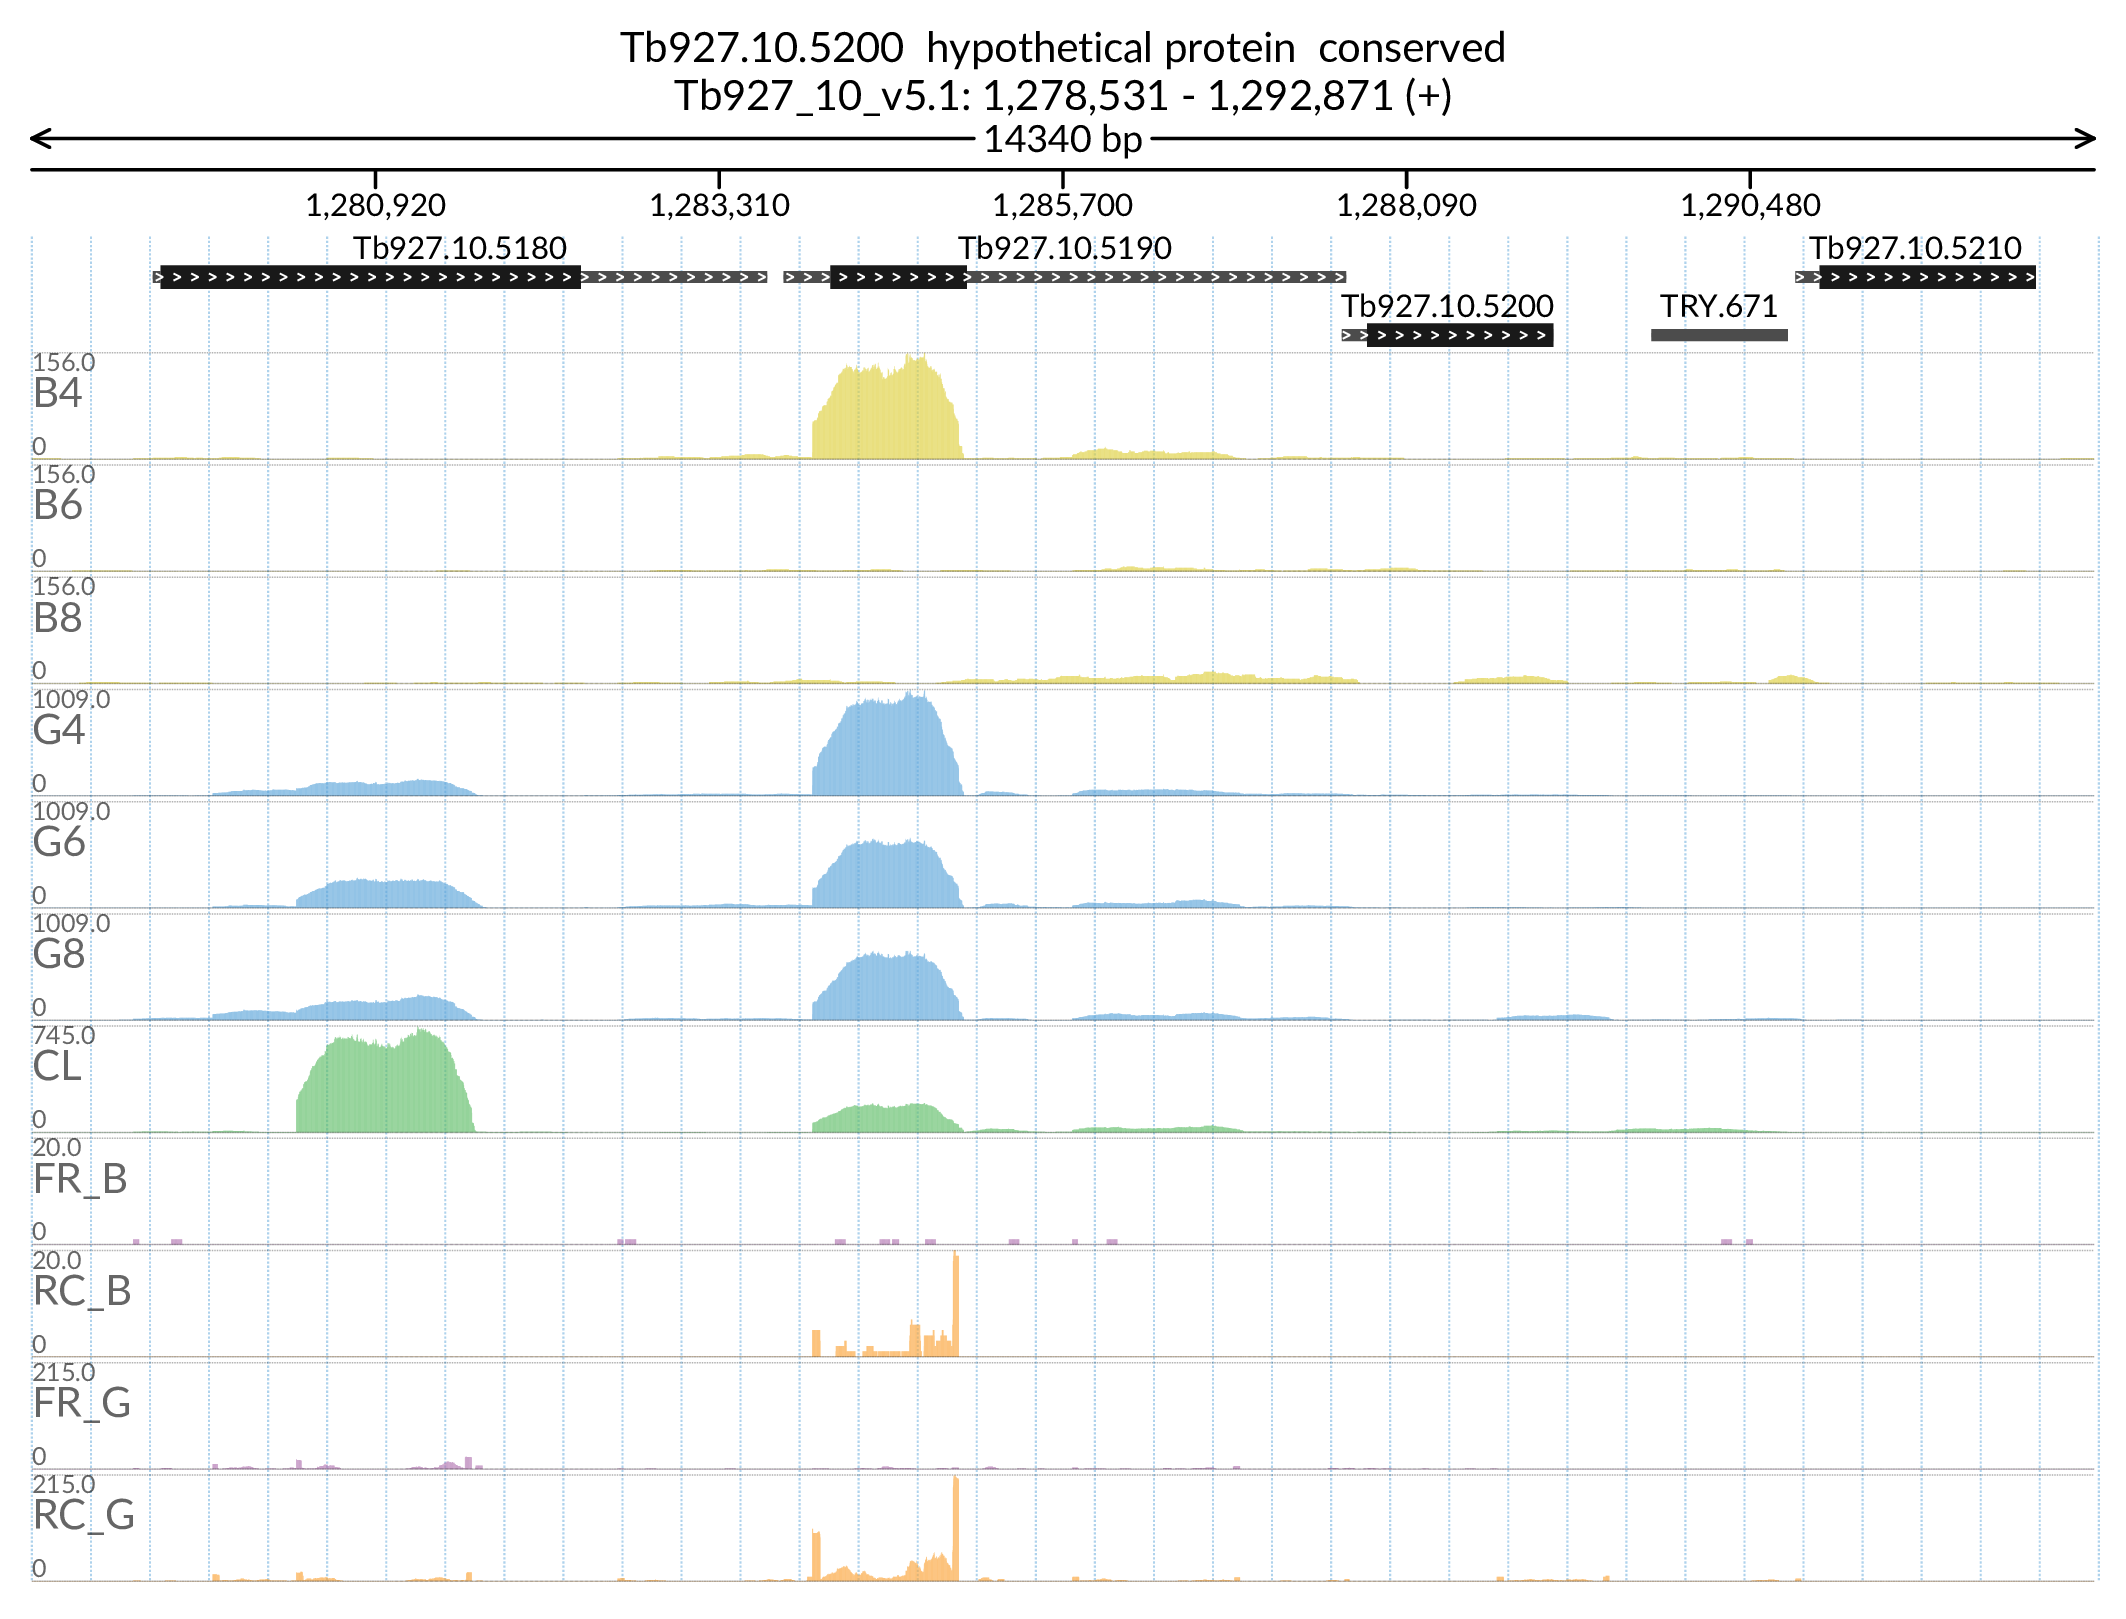 Tb927.10.5200 hypothetical protein conserved
Tb927_10_v5.1: 1,278,531 - 1,292,871 (+)
14340 bp
1,280,920 1,283,310 1,285,700 1,288,090 1,290,480
Tb927.10.5180 Tb927.10.5190 Tb927.10.5210
Tb927.10.5200 TRY.671
156.0
B4
0
156.0
B6
0
156.0
B8
0
1009.0
G4
0
1009.0
G6
0
1009.0
G8
0
745.0
CL
0
20.0
FR_B
0
20.0
RC_B
0
215.0
FR_G
0
215.0
RC_G
0